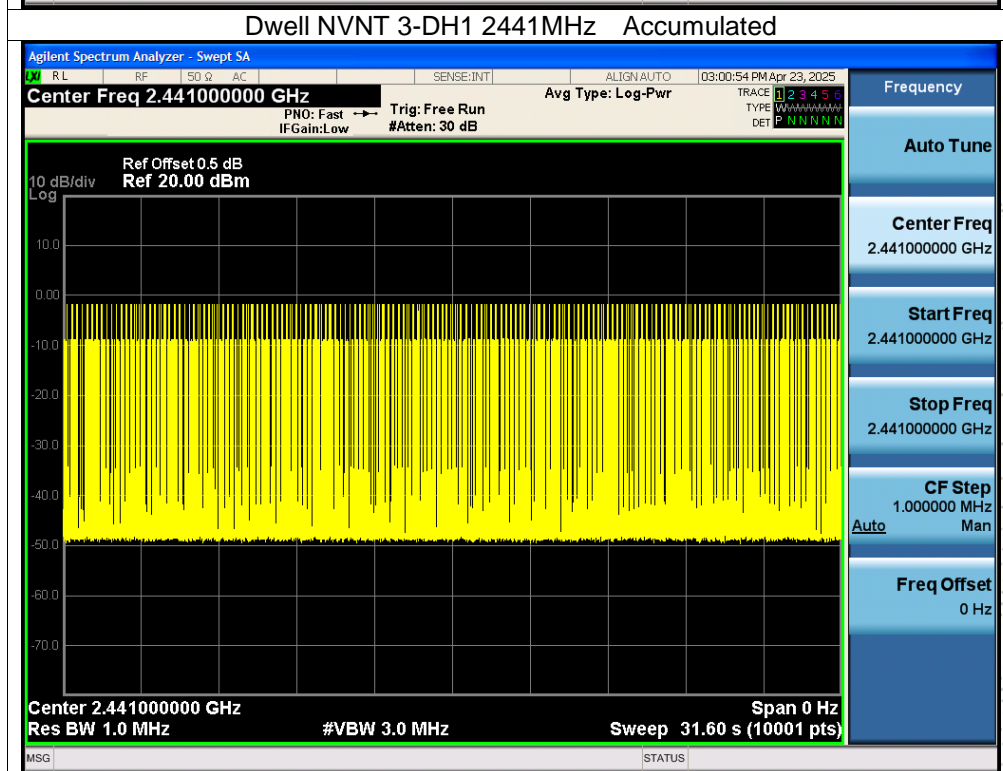 Dwell NVNT 3-DH1 2441MHz Accumulated
Agilent Spectrum Analyzer - Swept SA
LXI RL RF 50 Ω AC SENSE:INT ALIGN AUTO 03:00:54 PM Apr 23, 2025
Center Freq 2.441000000 GHz
PNO: Fast
IFGain:Low
Trig: Free Run
#Atten: 30 dB
Avg Type: Log-Pwr
TRACE 1 2 3 4 5 6
TYPE WWWWWW
DET P N N N N N
Ref Offset 0.5 dB
10 dB/div Ref 20.00 dBm
Log
10.0
0.00
-10.0
-20.0
-30.0
-40.0
-50.0
-60.0
-70.0
Center 2.441000000 GHz Span 0 Hz
Res BW 1.0 MHz #VBW 3.0 MHz Sweep 31.60 s (10001 pts)
MSG STATUS
Frequency
Auto Tune
Center Freq
2.441000000 GHz
Start Freq
2.441000000 GHz
Stop Freq
2.441000000 GHz
CF Step
1.000000 MHz
Auto Man
Freq Offset
0 Hz